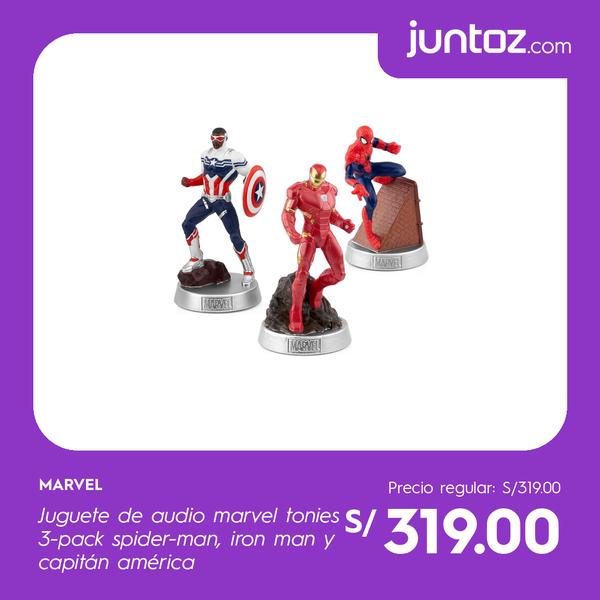 juntoz.com
MARVEL
MARVEL
MARVEL
MARVEL
Precio regular: S/319.00
Juguete de audio marvel tonies
3-pack spider-man, iron man y
capitán américa
S/ 319.00